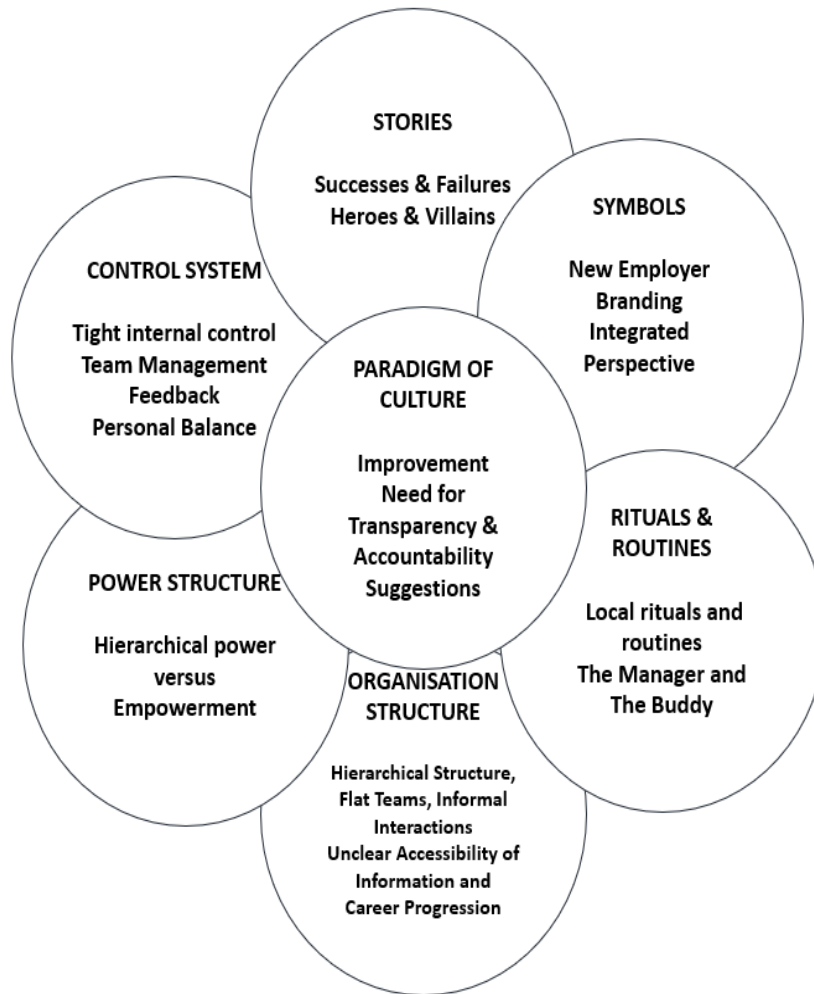 STORIES
Successes & Failures
Heroes & Villains
SYMBOLS
New Employer
Branding
Integrated
Perspective
CONTROL SYSTEM
Tight internal control
Team Management
Feedback
Personal Balance
PARADIGM OF
CULTURE
Improvement
Need for
Transparency &
Accountability
Suggestions
RITUALS &
ROUTINES
Local rituals and
routines
The Manager and
The Buddy
POWER STRUCTURE
Hierarchical power
versus
Empowerment
ORGANISATION
STRUCTURE
Hierarchical Structure,
Flat Teams, Informal
Interactions
Unclear Accessibility of
Information and
Career Progression